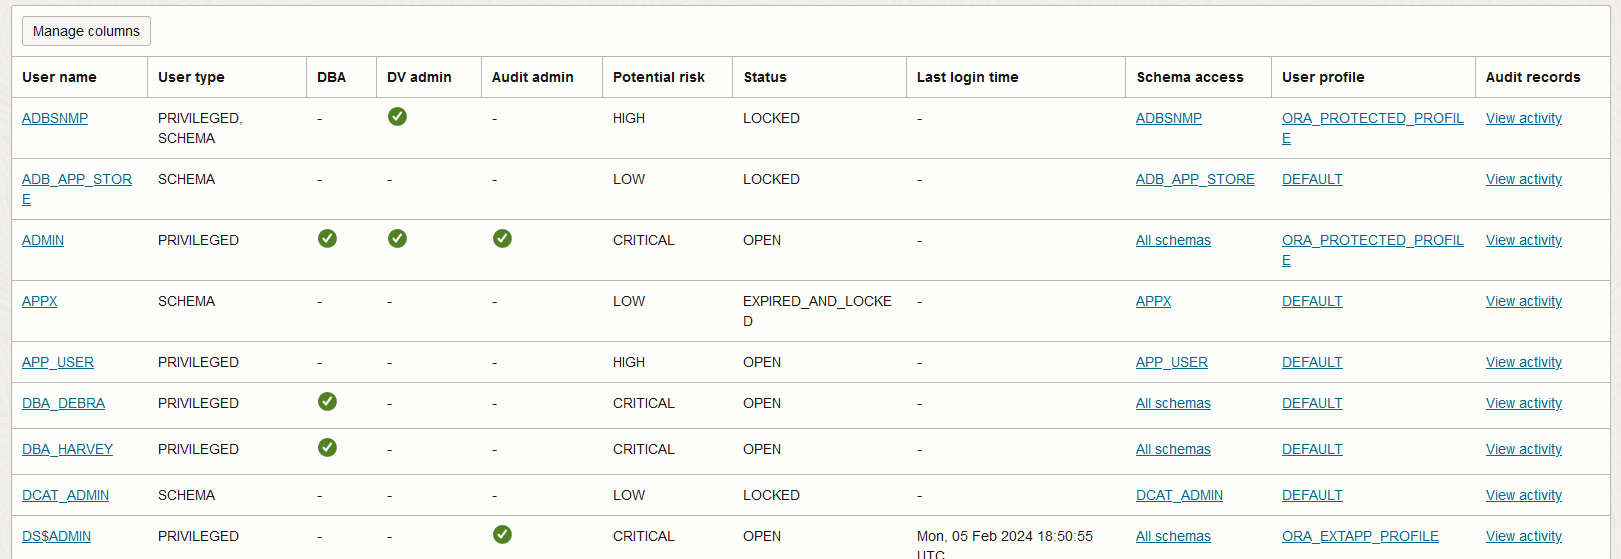 Manage columns
User name User type DBA DV admin Audit admin Potential risk Status Last login time Schema access User profile Audit records
ADBSNMP PRIVILEGED, - - HIGH LOCKED - ADBSNMP ORA_PROTECTED_PROFIL View activity
SCHEMA E
ADB_APP_STOR SCHEMA - - - LOW LOCKED - ADB_APP_STORE DEFAULT View activity
E
ADMIN PRIVILEGED CRITICAL OPEN - All schemas ORA_PROTECTED_PROFIL View activity
E
APPX SCHEMA - - - LOW EXPIRED_AND_LOCKE - APPX DEFAULT View activity
D
APP_USER PRIVILEGED - - - HIGH OPEN - APP_USER DEFAULT View activity
DBA_DEBRA PRIVILEGED - - CRITICAL OPEN - All schemas DEFAULT View activity
DBA_HARVEY PRIVILEGED - - CRITICAL OPEN - All schemas DEFAULT View activity
DCAT_ADMIN SCHEMA - - - LOW LOCKED - DCAT_ADMIN DEFAULT View activity
DS$ADMIN PRIVILEGED - - CRITICAL OPEN Mon, 05 Feb 2024 18:50:55 All schemas ORA_EXTAPP_PROFILE View activity
UTC